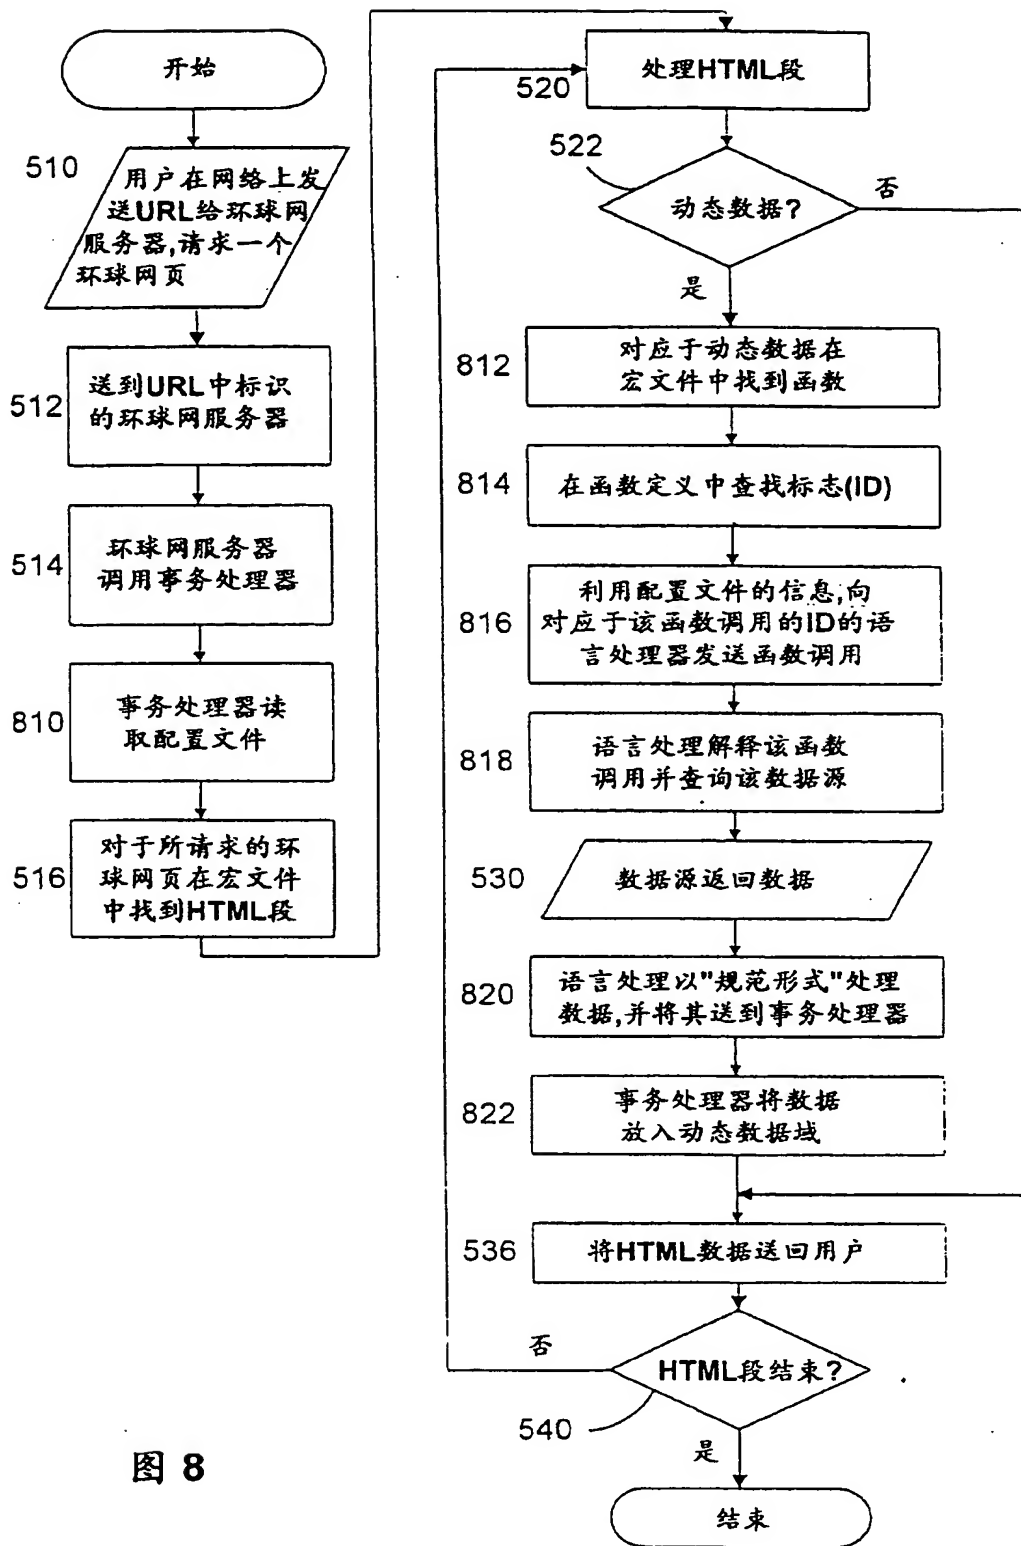 开始
510
用户在网络上发
送URL给环球网
服务器,请求一个
环球网页
512
送到URL中标识
的环球网服务器
514
环球网服务器
调用事务处理器
810
事务处理器读
取配置文件
516
对于所请求的环
球网页在宏文件
中找到HTML段
520
处理HTML段
522
动态数据?
否
是
812
对应于动态数据在
宏文件中找到函数
814
在函数定义中查找标志(ID)
816
利用配置文件的信息,向
对应于该函数调用的ID的语
言处理器发送函数调用
818
语言处理解释该函数
调用并查询该数据源
530
数据源返回数据
820
语言处理以"规范形式"处理
数据,并将其送到事务处理器
822
事务处理器将数据
放入动态数据域
536
将HTML数据送回用户
否
HTML段结束?
540
是
结束
图 8